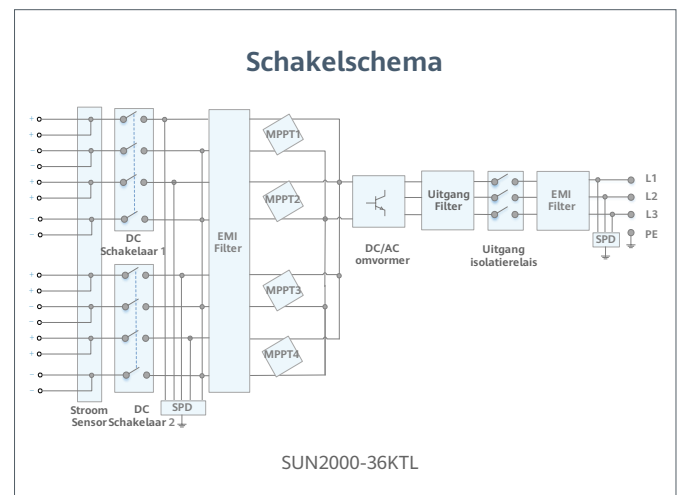 Schakelschema
+
+
−
−
+
+
−
−
+
+
−
−
+
+
−
−
DC
Schakelaar 1
DC
Schakelaar 2
Stroom
Sensor
SPD
EMI
Filter
MPPT1
MPPT2
MPPT3
MPPT4
DC/AC
omvormer
Uitgang
Filter
Uitgang
isolatierelais
EMI
Filter
SPD
L1
L2
L3
PE
SUN2000-36KTL